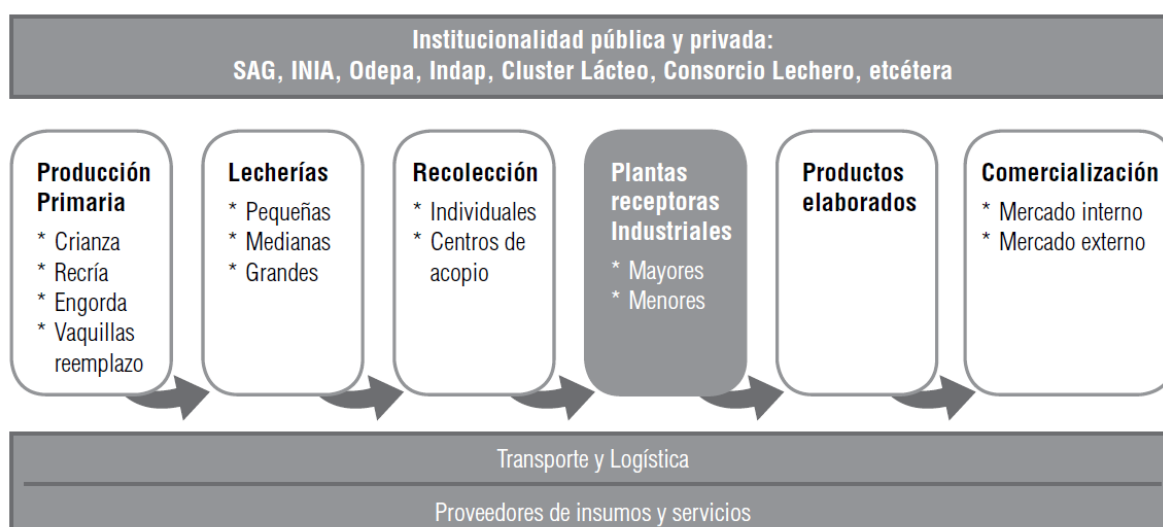 Institucionalidad pública y privada:
SAG, INIA, Odepa, Indap, Cluster Lácteo, Consorcio Lechero, etcétera
Producción
Primaria
* Crianza
* Recría
* Engorda
* Vaquillas
reemplazo
Lecherías
* Pequeñas
* Medianas
* Grandes
Recolección
* Individuales
* Centros de
acopio
Plantas
receptoras
Industriales
* Mayores
* Menores
Productos
elaborados
Comercialización
* Mercado interno
* Mercado externo
Transporte y Logística
Proveedores de insumos y servicios